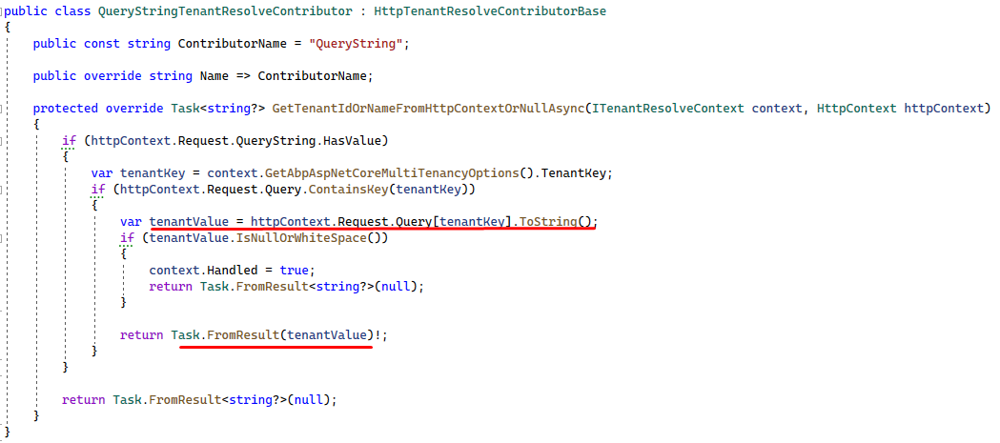 public class QueryStringTenantResolveContributor : HttpTenantResolveContributorBase
{
    public const string ContributorName = "QueryString";

    public override string Name => ContributorName;

    protected override Task<string?> GetTenantIdOrNameFromHttpContextOrNullAsync(ITenantResolveContext context, HttpContext httpContext)
    {
        if (httpContext.Request.QueryString.HasValue)
        {
            var tenantKey = context.GetAbpAspNetCoreMultiTenancyOptions().TenantKey;
            if (httpContext.Request.Query.ContainsKey(tenantKey))
            {
                var tenantValue = httpContext.Request.Query[tenantKey].ToString();
                if (tenantValue.IsNullOrWhiteSpace())
                {
                    context.Handled = true;
                    return Task.FromResult<string?>(null);
                }

                return Task.FromResult(tenantValue)!;
            }
        }

        return Task.FromResult<string?>(null);
    }
}